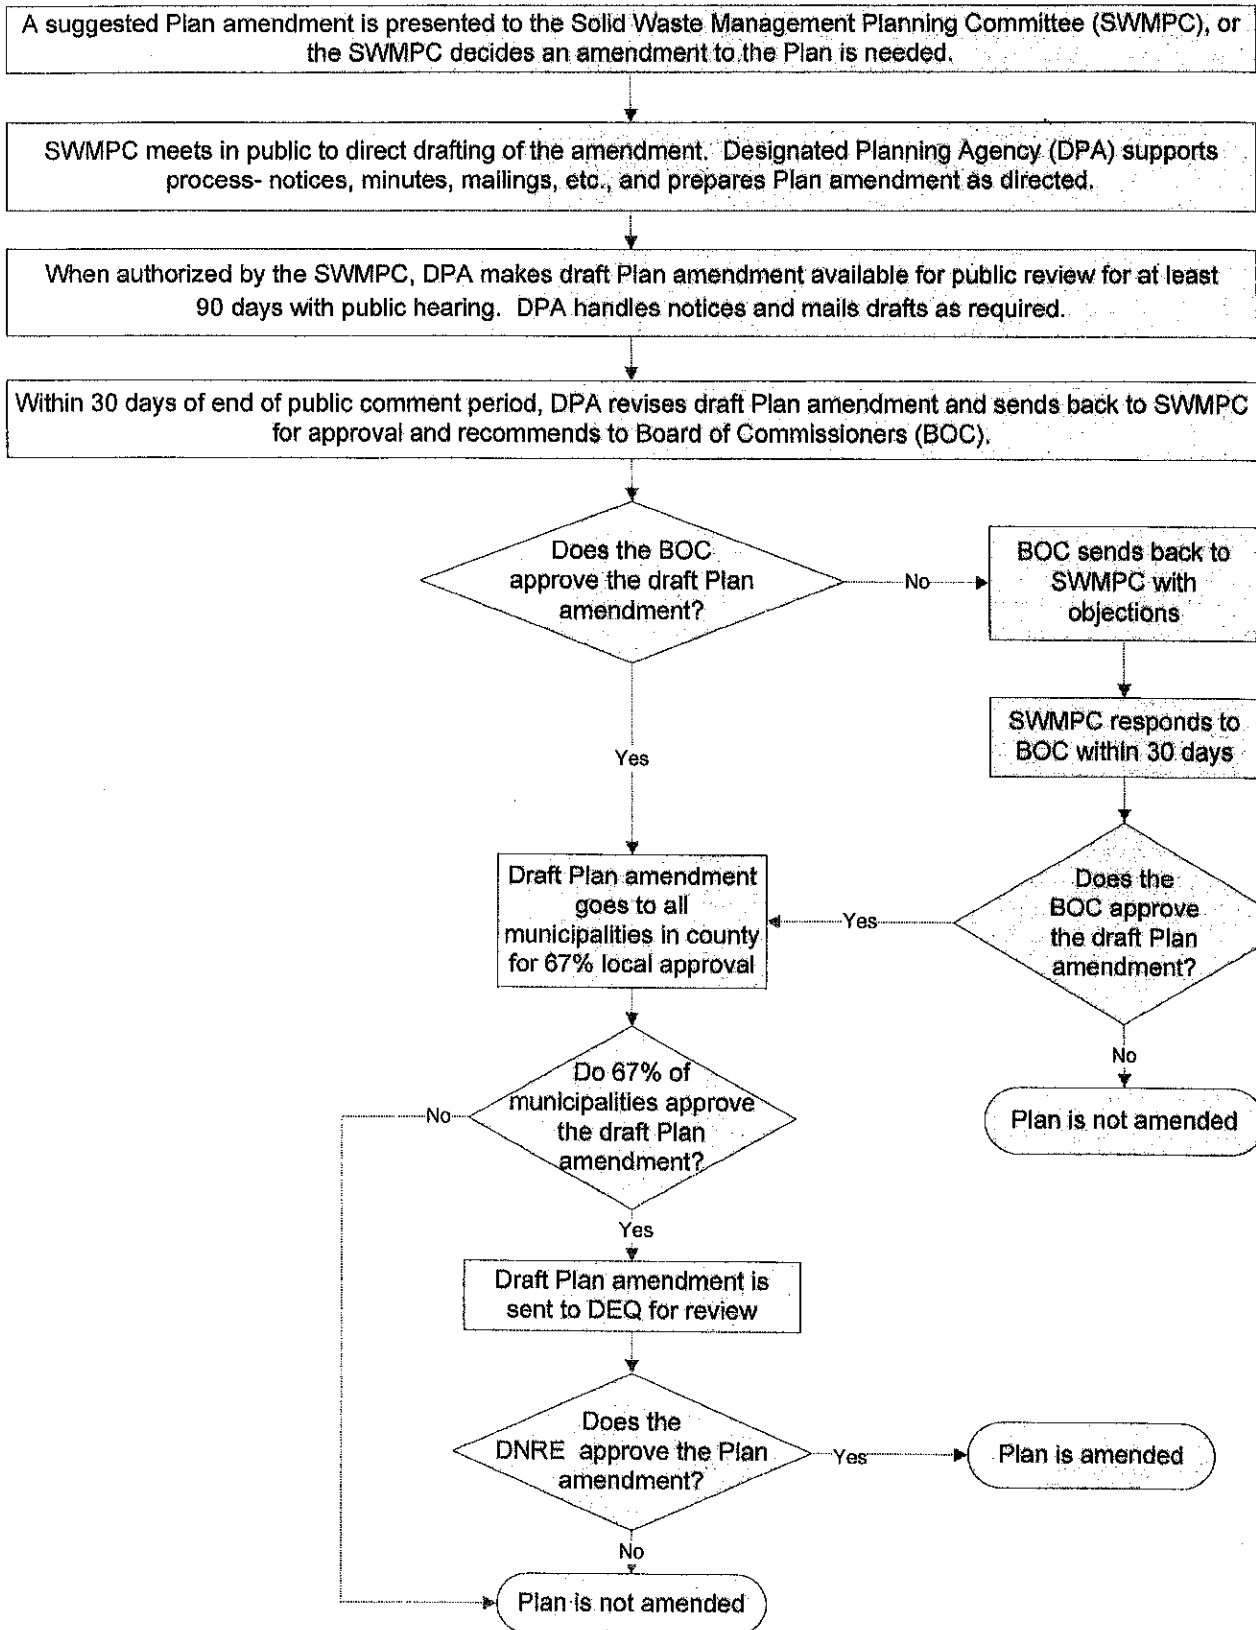 A suggested Plan amendment is presented to the Solid Waste Management Planning Committee (SWMPC), or
the SWMPC decides an amendment to the Plan is needed.
SWMPC meets in public to direct drafting of the amendment. Designated Planning Agency (DPA) supports
process- notices, minutes, mailings, etc., and prepares Plan amendment as directed.
When authorized by the SWMPC, DPA makes draft Plan amendment available for public review for at least
90 days with public hearing. DPA handles notices and mails drafts as required.
Within 30 days of end of public comment period, DPA revises draft Plan amendment and sends back to SWMPC
for approval and recommends to Board of Commissioners (BOC).
Does the BOC
approve the draft Plan
amendment?
No
BOC sends back to
SWMPC with
objections
SWMPC responds to
BOC within 30 days
Yes
Draft Plan amendment
goes to all
municipalities in county
for 67% local approval
Yes
Does the
BOC approve
the draft Plan
amendment?
No
Plan is not amended
Do 67% of
municipalities approve
the draft Plan
amendment?
No
Yes
Draft Plan amendment is
sent to DEQ for review
Does the
DNRE approve the Plan
amendment?
Yes
Plan is amended
No
Plan is not amended